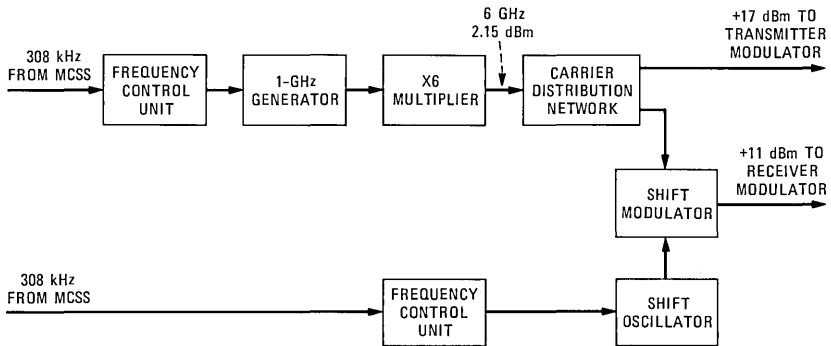 308 kHz
FROM MCSS
FREQUENCY
CONTROL
UNIT
1-GHz
GENERATOR
X6
MULTIPLIER
6 GHz
2.15 dBm
CARRIER
DISTRIBUTION
NETWORK
+17 dBm TO
TRANSMITTER
MODULATOR
SHIFT
MODULATOR
+11 dBm TO
RECEIVER
MODULATOR
308 kHz
FROM MCSS
FREQUENCY
CONTROL
UNIT
SHIFT
OSCILLATOR